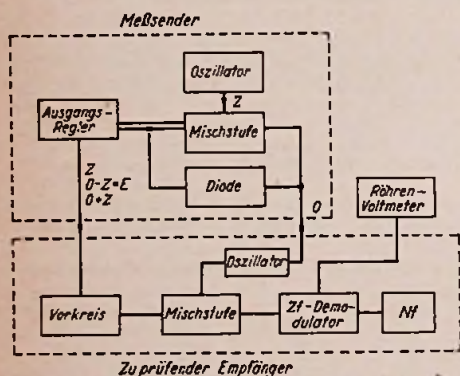 Meßsender
Oszillator
Z
Ausgangs-
Regler
Mischstufe
Z
O-Z=E
O+Z
Diode
O
Röhren-
Voltmeter
Oszillator
Vorkreis
Mischstufe
Zf-Demo-
dulator
Nf
Zu prüfender Empfänger